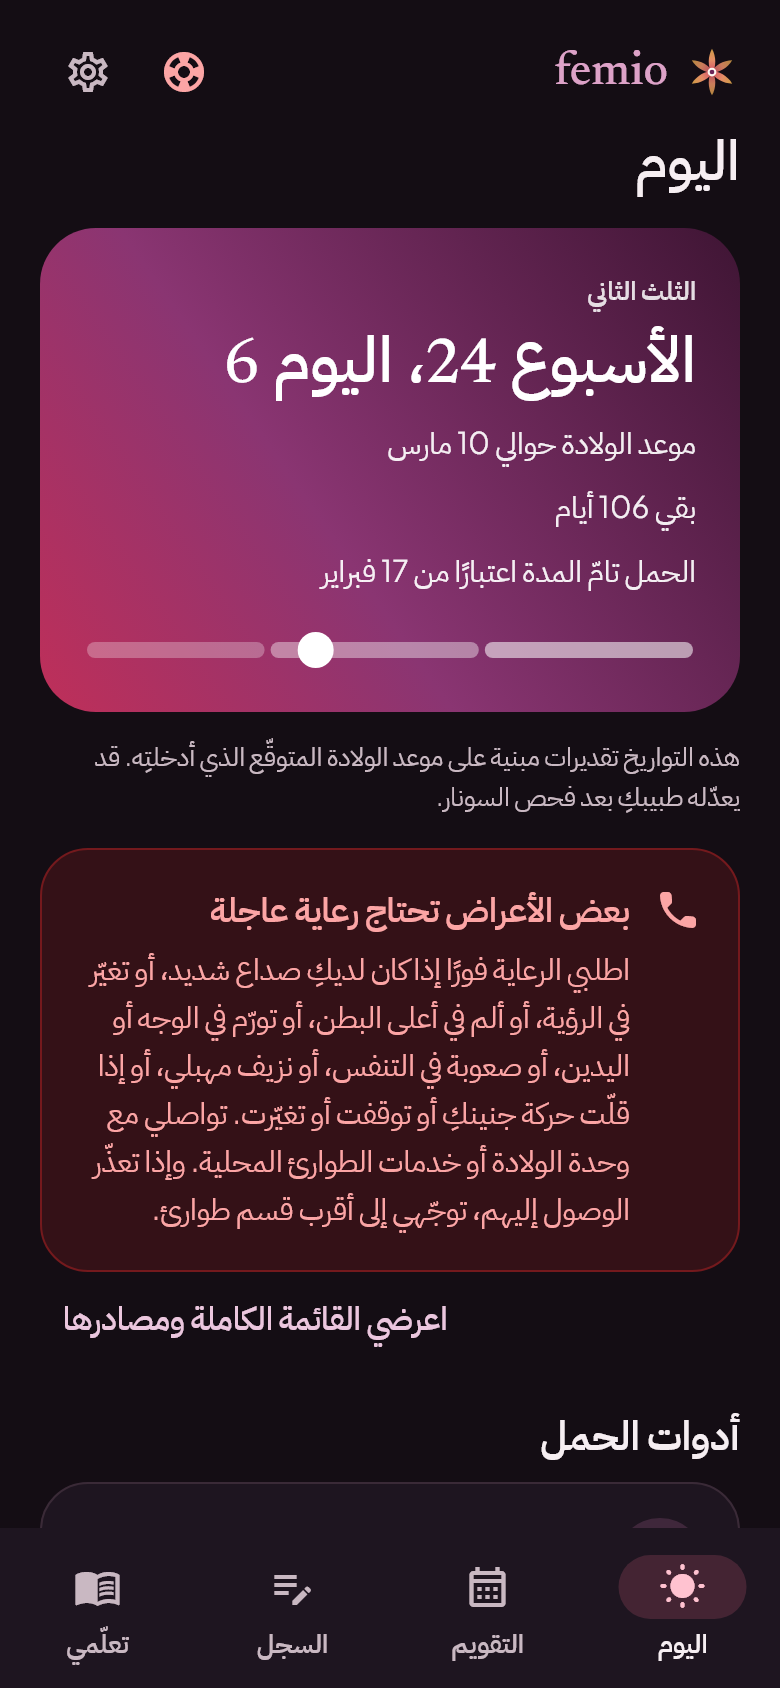 femio
اليوم
الثلث الثاني
الأسبوع 24، اليوم 6
موعد الولادة حوالي 10 مارس
بقي 106 أيام
الحمل تامّ المدة اعتبارًا من 17 فبراير
هذه التواريخ تقديرات مبنية على موعد الولادة المتوقّع الذي أدخلتِه. قد
يعدّله طبيبكِ بعد فحص السونار.
بعض الأعراض تحتاج رعاية عاجلة
اطلبي الرعاية فورًا إذا كان لديكِ صداع شديد، أو تغيّر
في الرؤية، أو ألم في أعلى البطن، أو تورّم في الوجه أو
اليدين، أو صعوبة في التنفس، أو نزيف مهبلي، أو إذا
قلّت حركة جنينكِ أو توقفت أو تغيّرت. تواصلي مع
وحدة الولادة أو خدمات الطوارئ المحلية. وإذا تعذّر
الوصول إليهم، توجّهي إلى أقرب قسم طوارئ.
اعرضي القائمة الكاملة ومصادرها
أدوات الحمل
اليوم
التقويم
السجل
تعلّمي